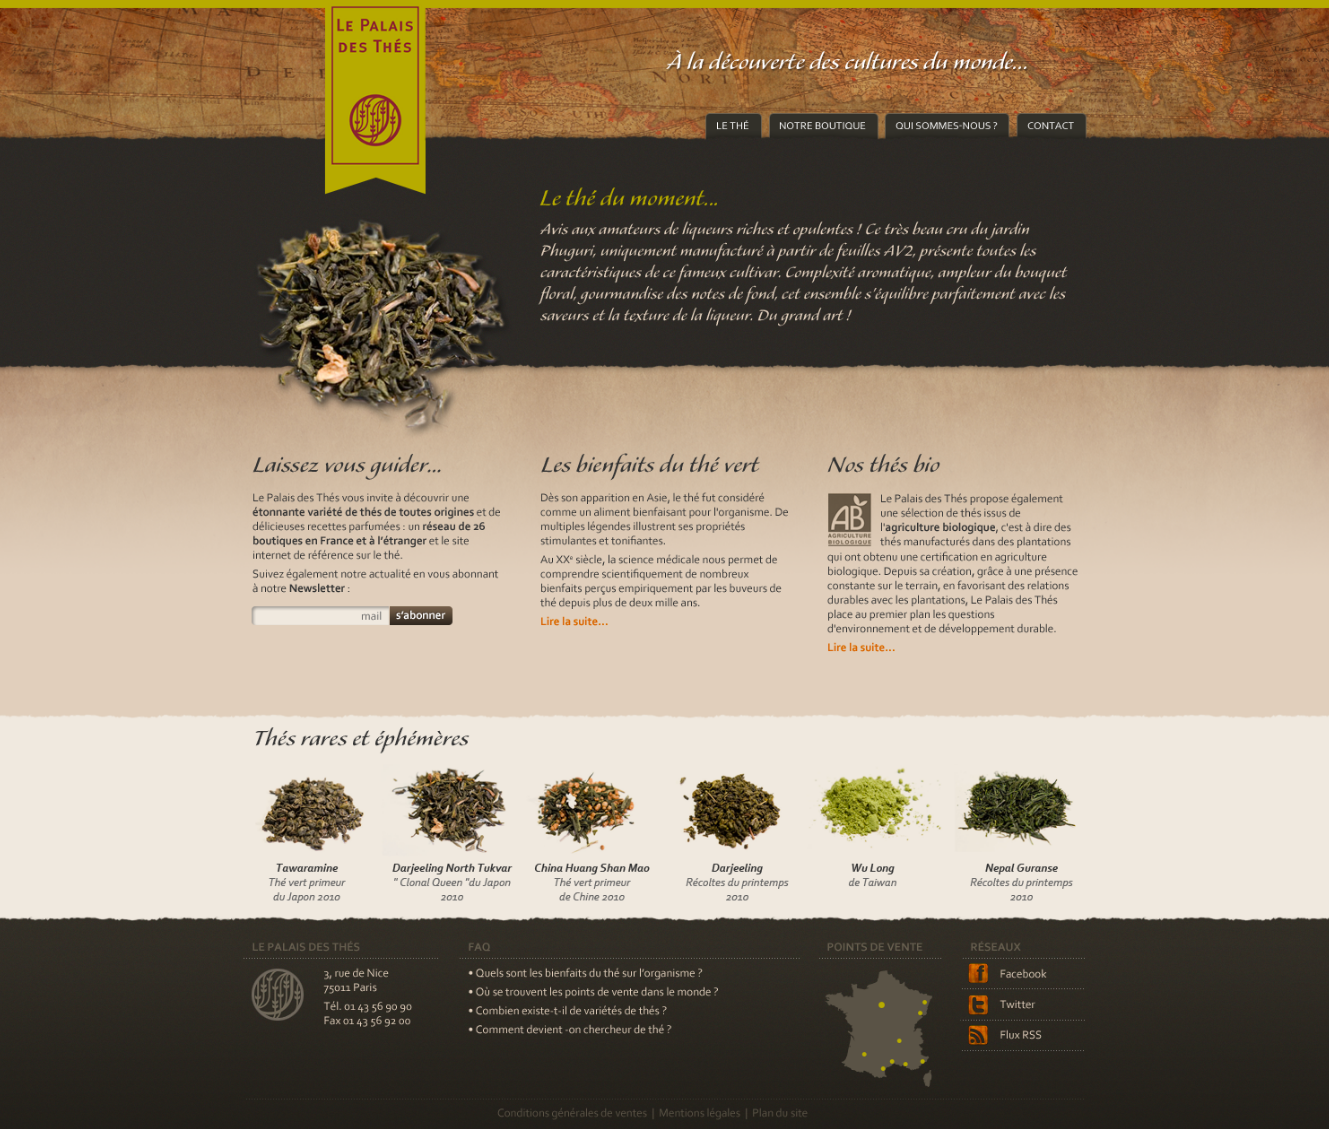 Le Palais
des Thés
À la découverte des cultures du monde...
LE THÉ
NOTRE BOUTIQUE
QUI SOMMES-NOUS ?
CONTACT
Le thé du moment...
Avis aux amateurs de liqueurs riches et opulentes ! Ce très beau cru du jardin
Phuguri, uniquement manufacturé à partir de feuilles AV2, présente toutes les
caractéristiques de ce fameux cultivar. Complexité aromatique, ampleur du bouquet
floral, gourmandise des notes de fond, cet ensemble s'équilibre parfaitement avec les
saveurs et la texture de la liqueur. Du grand art !
Laissez vous guider...
Le Palais des Thés vous invite à découvrir une
étonnante variété de thés de toutes origines et de
délicieuses recettes parfumées : un réseau de 26
boutiques en France et à l'étranger et le site
internet de référence sur le thé.
Suivez également notre actualité en vous abonnant
à notre Newsletter :
mail
s'abonner
Les bienfaits du thé vert
Dès son apparition en Asie, le thé fut considéré
comme un aliment bienfaisant pour l'organisme. De
multiples légendes illustrent ses propriétés
stimulantes et tonifiantes.
Au XXe siècle, la science médicale nous permet de
comprendre scientifiquement de nombreux
bienfaits perçus empiriquement par les buveurs de
thé depuis plus de deux mille ans.
Lire la suite...
Nos thés bio
AB
AGRICULTURE
BIOLOGIQUE
Le Palais des Thés propose également
une sélection de thés issus de
l'agriculture biologique, c'est à dire des
thés manufacturés dans des plantations
qui ont obtenu une certification en agriculture
biologique. Depuis sa création, grâce à une présence
constante sur le terrain, en favorisant des relations
durables avec les plantations, Le Palais des Thés
place au premier plan les questions
d'environnement et de développement durable.
Lire la suite...
Thés rares et éphémères
Tawaramine
Thé vert primeur
du Japon 2010
Darjeeling North Tukvar
" Clonal Queen "du Japon
2010
China Huang Shan Mao
Thé vert primeur
de Chine 2010
Darjeeling
Récoltes du printemps
2010
Wu Long
de Taiwan
Nepal Guranse
Récoltes du printemps
2010
LE PALAIS DES THÉS
3, rue de Nice
75011 Paris
Tél. 01 43 56 90 90
Fax 01 43 56 92 00
FAQ
• Quels sont les bienfaits du thé sur l'organisme ?
• Où se trouvent les points de vente dans le monde ?
• Combien existe-t-il de variétés de thés ?
• Comment devient -on chercheur de thé ?
POINTS DE VENTE
RÉSEAUX
Facebook
Twitter
Flux RSS
Conditions générales de ventes | Mentions légales | Plan du site